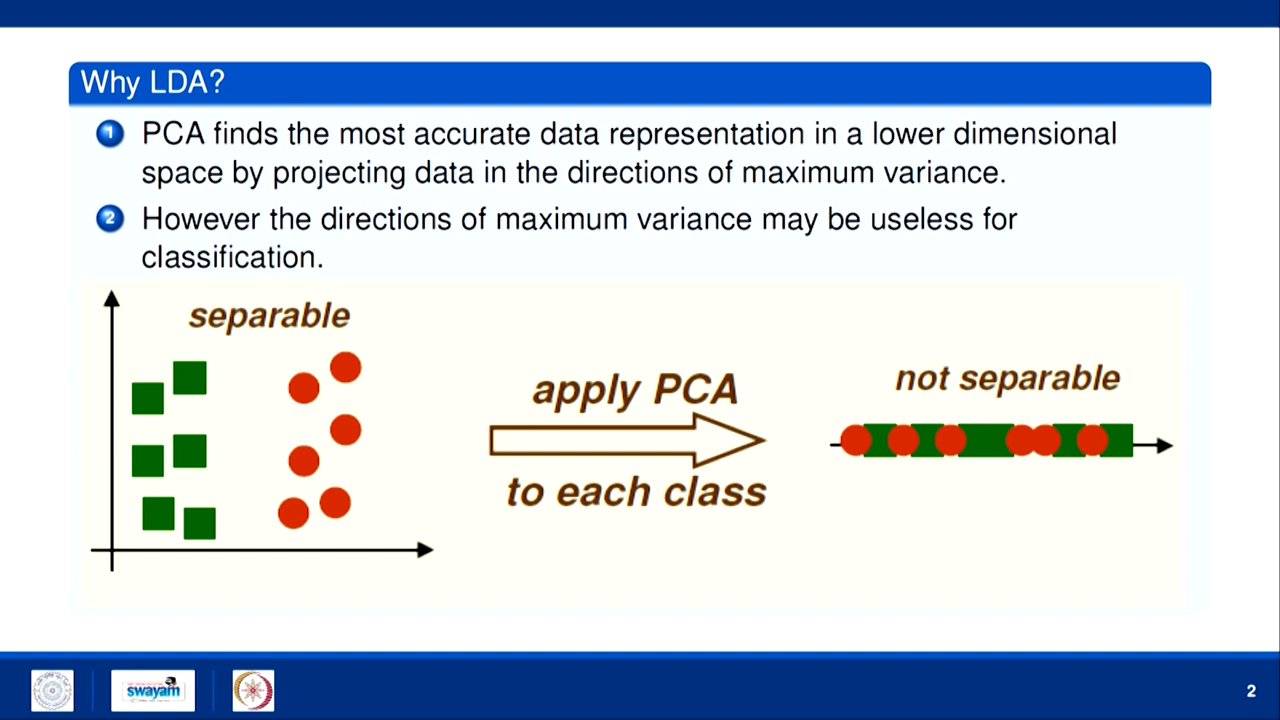 Why LDA?
1 PCA finds the most accurate data representation in a lower dimensional
space by projecting data in the directions of maximum variance.
2 However the directions of maximum variance may be useless for
classification.
separable
apply PCA
to each class
not separable
swayam
2